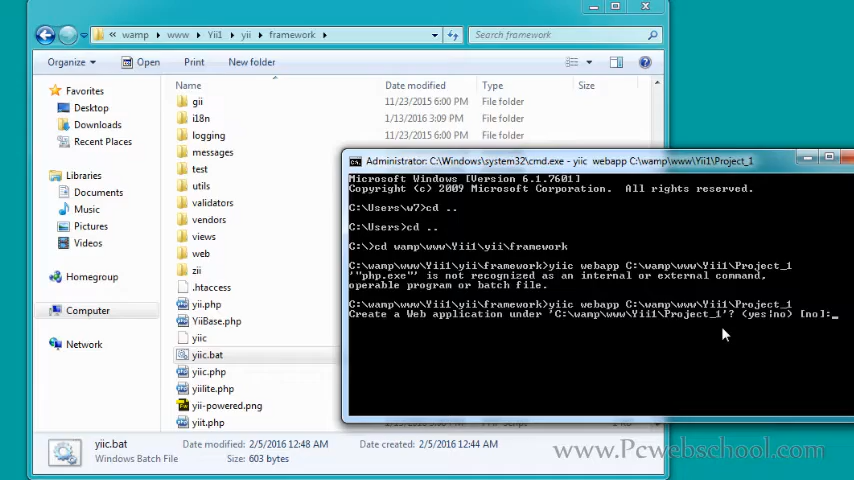 wamp ▸ www ▸ Yii1 ▸ yii ▸ framework ▸
Search framework
Organize
Open
Print
New folder
Name
Date modified
Type
Size
Favorites
Desktop
Downloads
Recent Places
Libraries
Documents
Music
Pictures
Videos
Homegroup
Computer
Network
gii
11/23/2015 6:00 PM
File folder
i18n
1/13/2016 3:09 PM
File folder
logging
11/23/2015 6:00 PM
File folder
messages
test
utils
validators
vendors
views
web
zii
.htaccess
yii.php
YiiBase.php
yiic
yiic.bat
yiic.php
yiilite.php
yii-powered.png
yiit.php
Administrator: C:\Windows\system32\cmd.exe - yiic webapp C:\wamp\www\Yii1\Project_1
Microsoft Windows [Version 6.1.7601]
Copyright (c) 2009 Microsoft Corporation. All rights reserved.
C:\Users\w7>cd ..
C:\Users>cd ..
C:\>cd wamp\www\Yii1\yii\framework
C:\wamp\www\Yii1\yii\framework>yiic webapp C:\wamp\www\Yii1\Project_1
'"php.exe"' is not recognized as an internal or external command,
operable program or batch file.
C:\wamp\www\Yii1\yii\framework>yiic webapp C:\wamp\www\Yii1\Project_1
Create a Web application under 'C:\wamp\www\Yii1\Project_1'? (yes|no) [no]:_
yiic.bat
Date modified: 2/5/2016 12:48 AM
Date created: 2/5/2016 12:44 AM
Windows Batch File
Size: 603 bytes
www.Pcwebschool.com